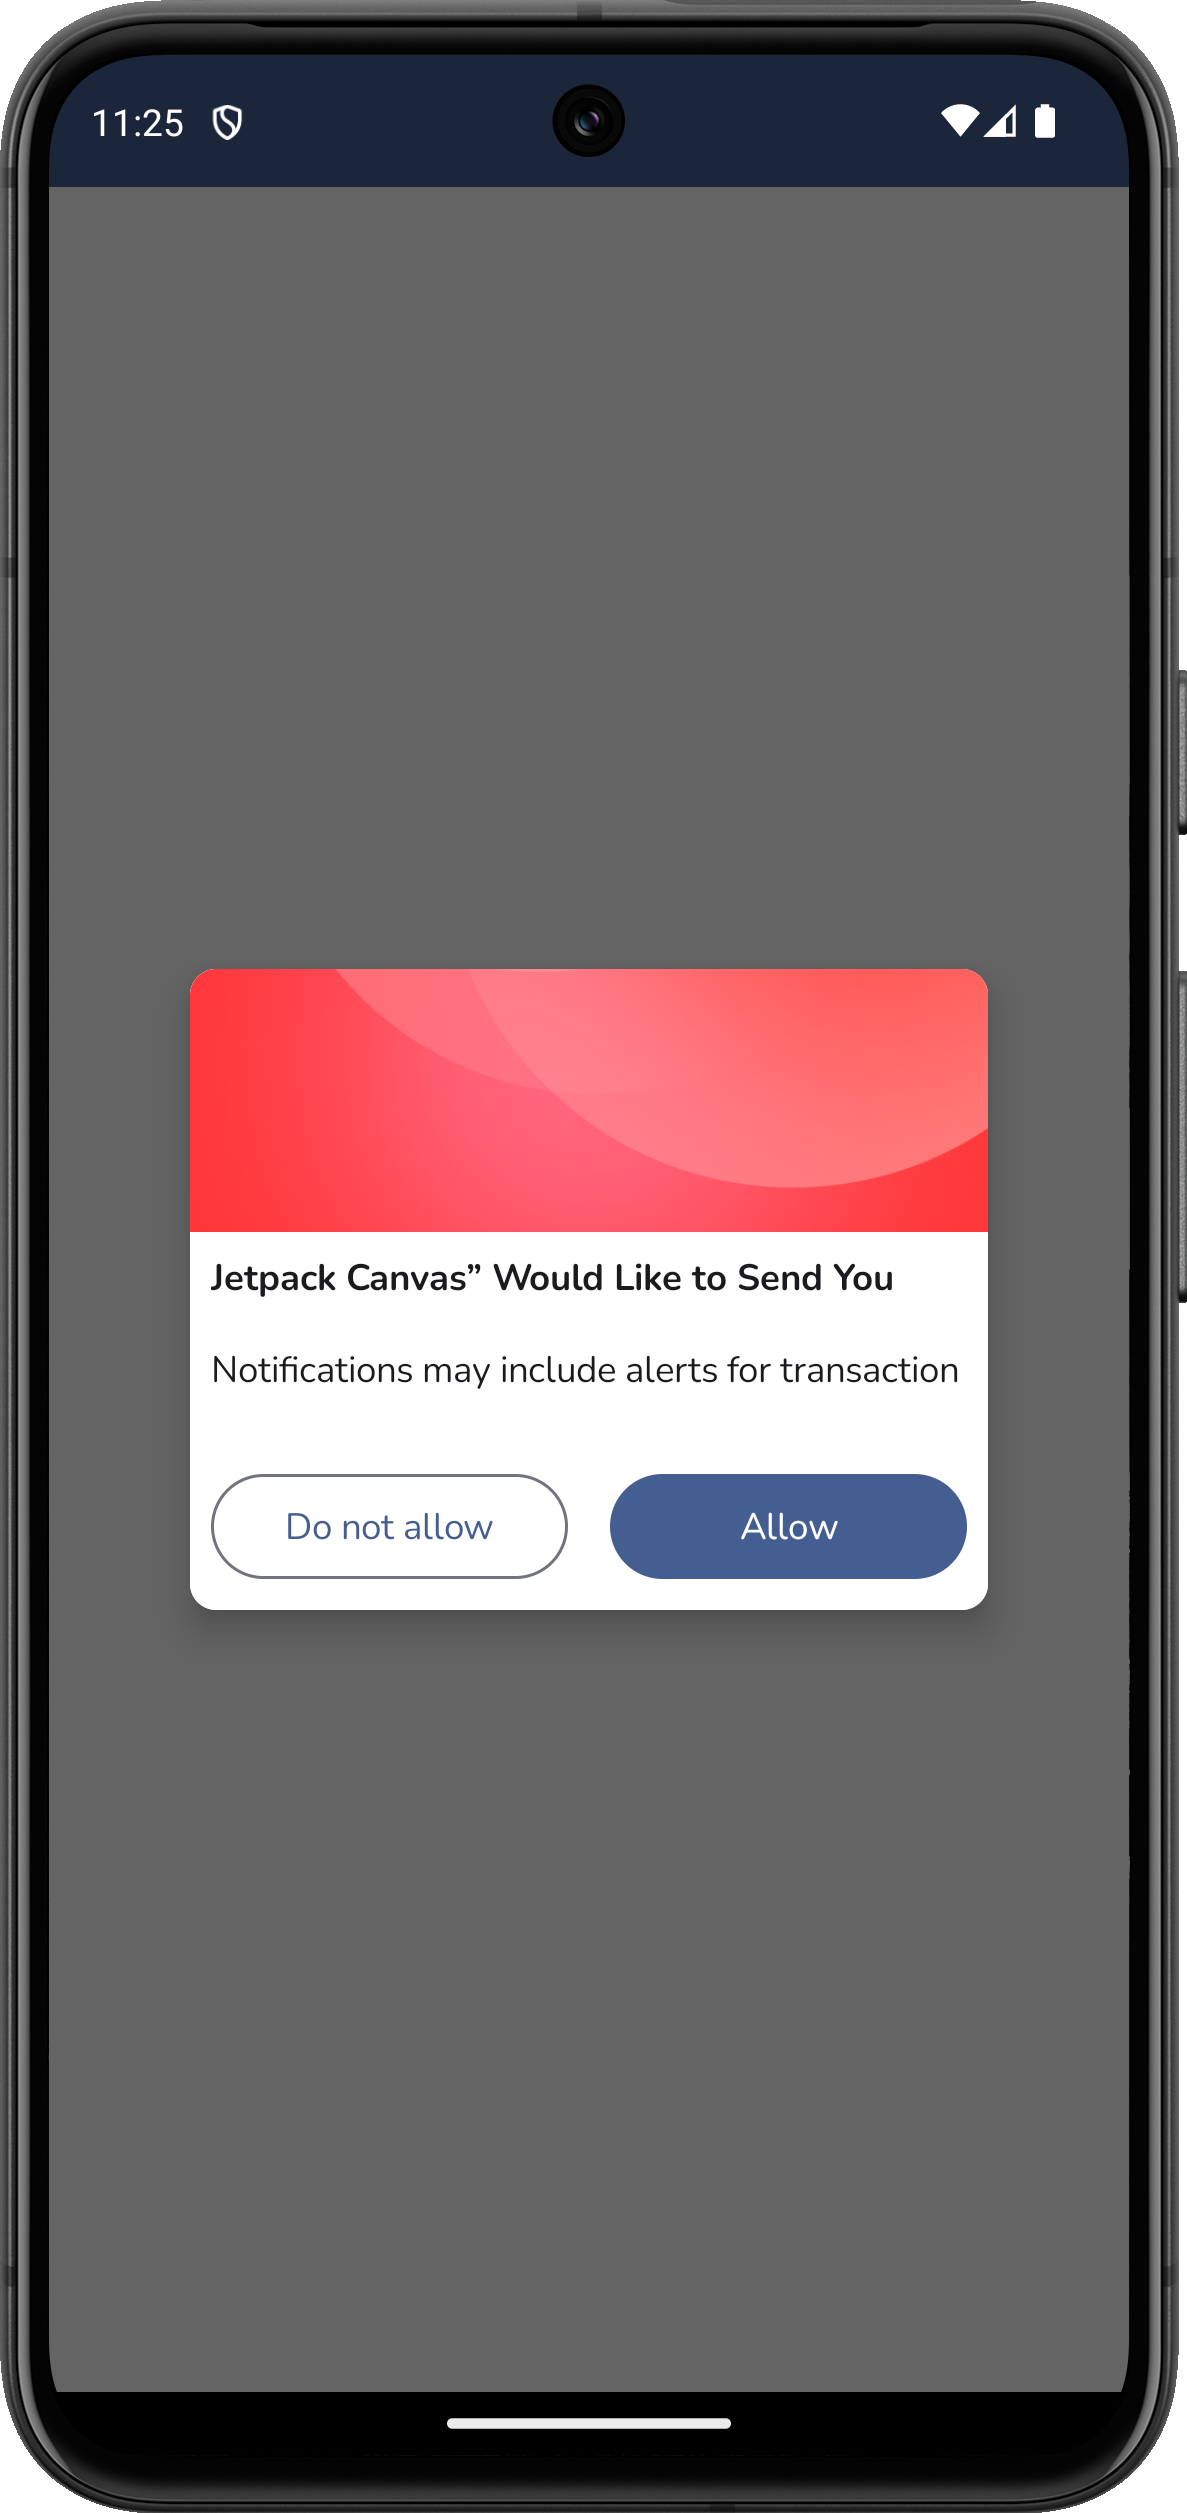 11:25
Jetpack Canvas” Would Like to Send You
Notifications may include alerts for transaction
Do not allow
Allow